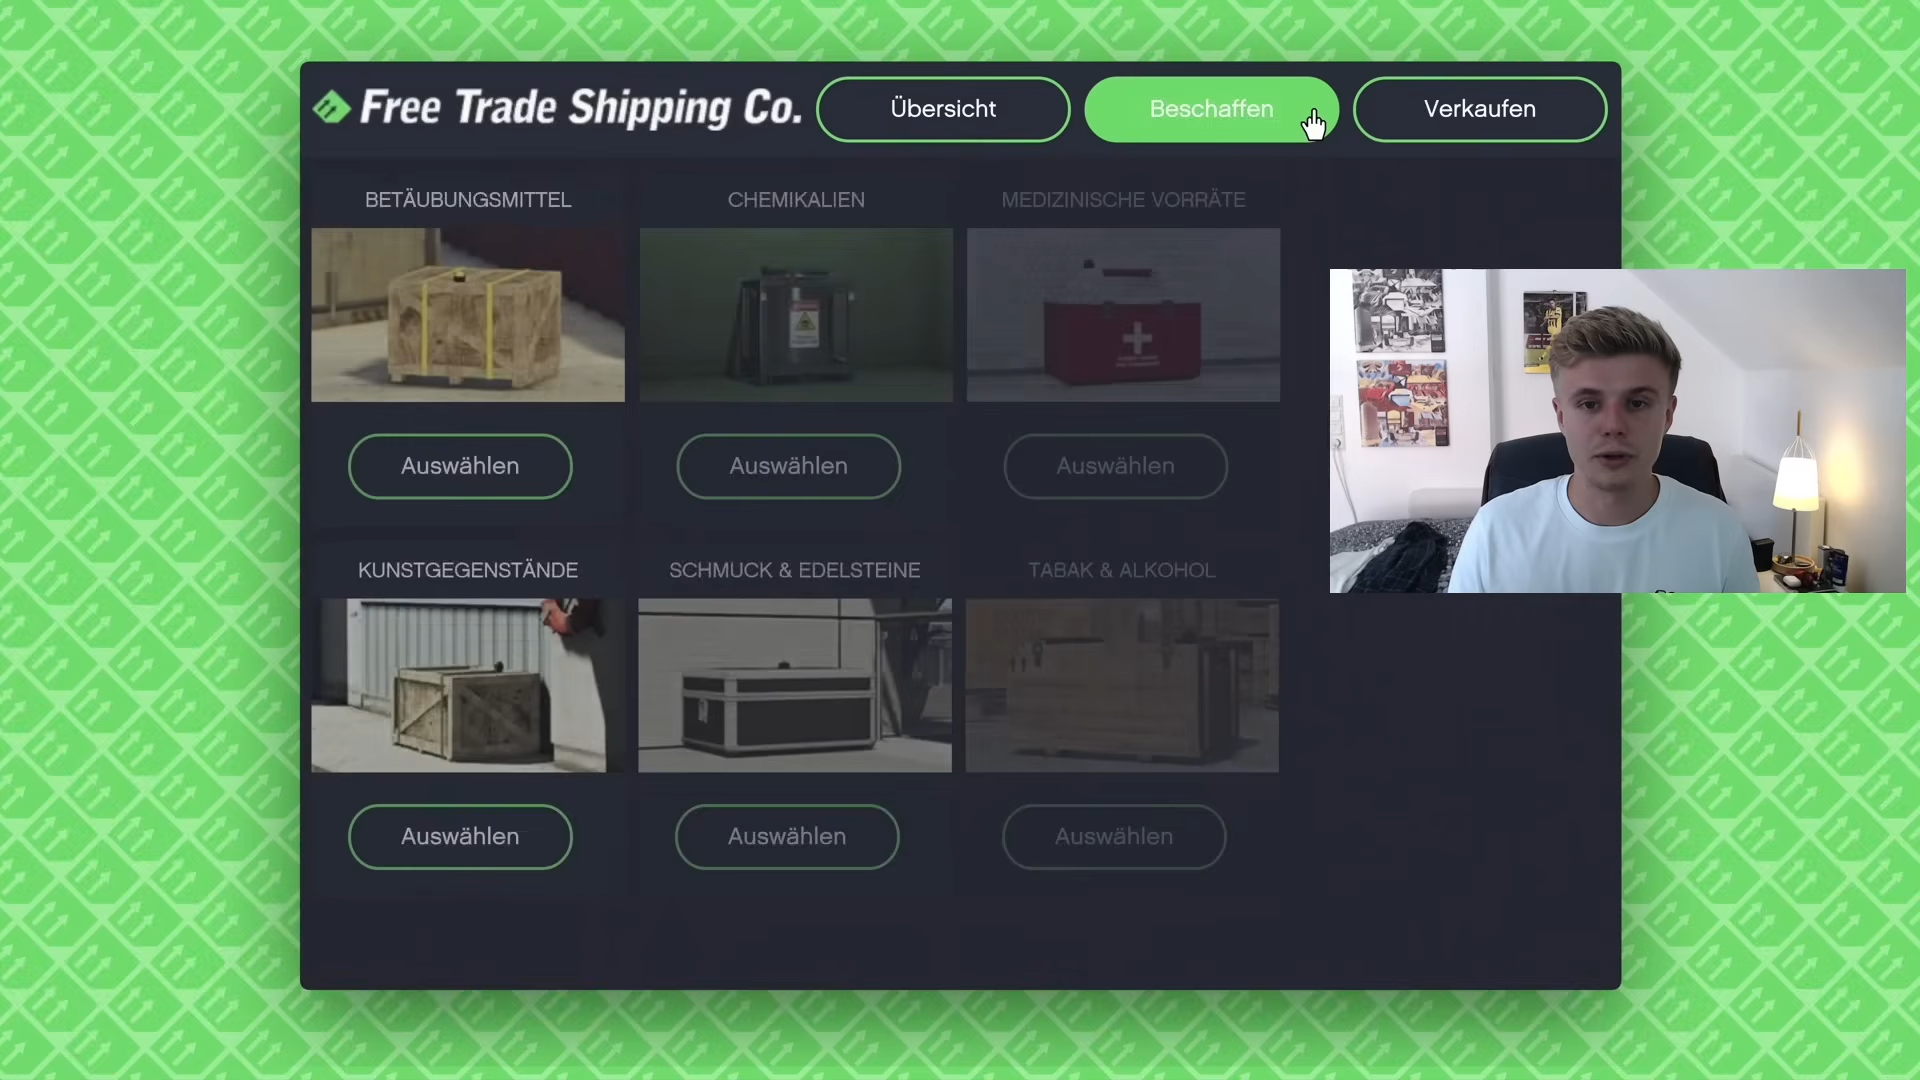 Free Trade Shipping Co.
Übersicht
Beschaffen
Verkaufen
BETÄUBUNGSMITTEL
CHEMIKALIEN
MEDIZINISCHE VORRÄTE
Auswählen
Auswählen
Auswählen
KUNSTGEGENSTÄNDE
SCHMUCK & EDELSTEINE
TABAK & ALKOHOL
Auswählen
Auswählen
Auswählen